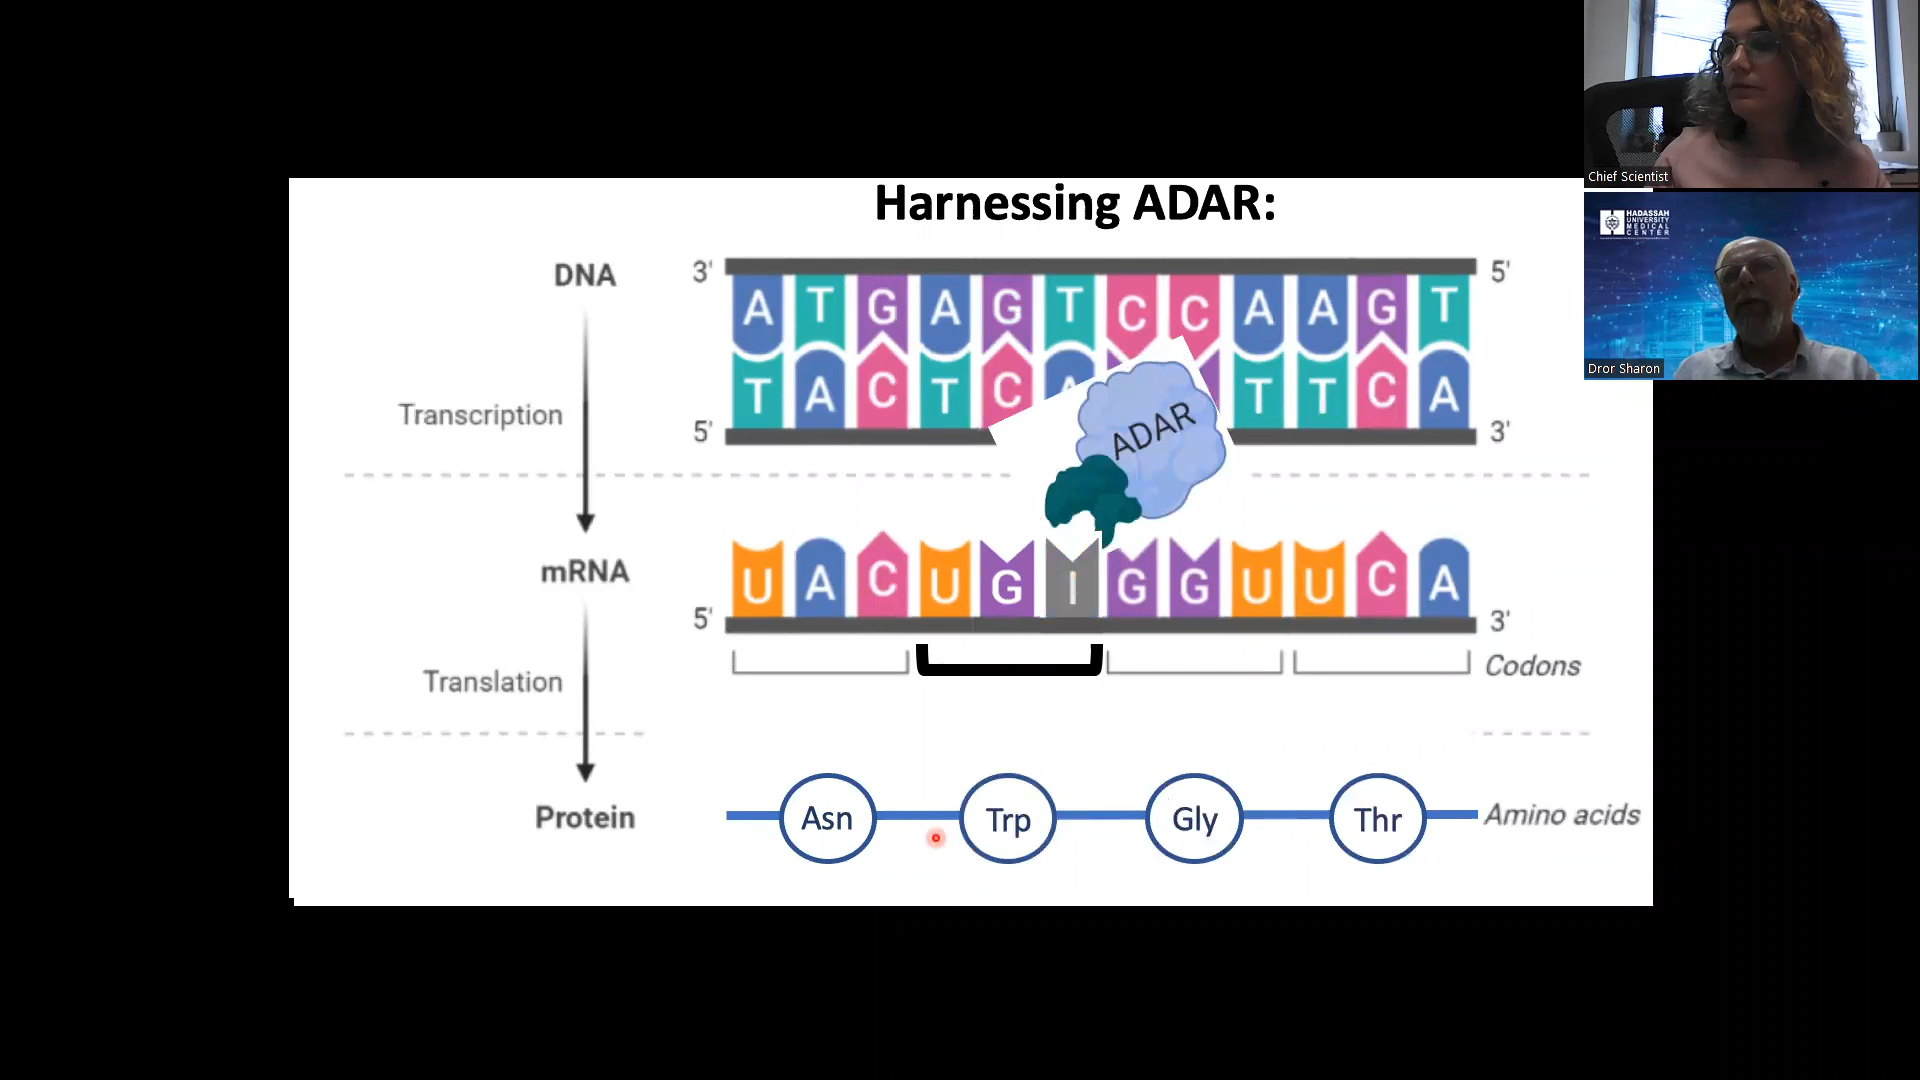 Harnessing ADAR:
DNA
3' A T G A G T C C A A G T 5'
T A C T C A T T C A
Transcription
5' 3'
ADAR
mRNA
U A C U G I G G U U C A
5' 3'
Codons
Translation
Protein
Asn Trp Gly Thr
Amino acids
Chief Scientist
HADASSAH
UNIVERSITY
MEDICAL
CENTER
Dror Sharon